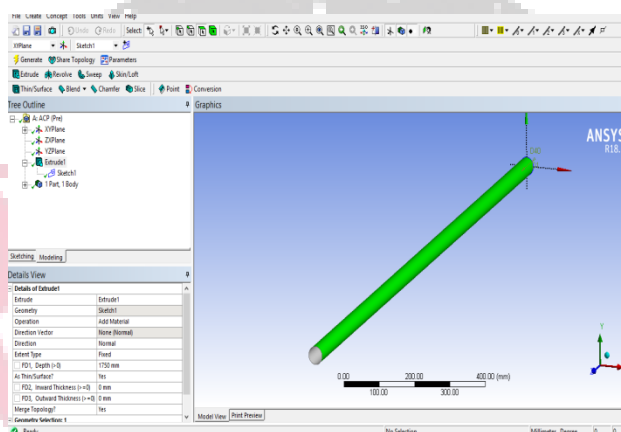 File Create Concept Tools Units View Help
Undo Redo Select:
XYPlane Sketch1
Generate Share Topology Parameters
Extrude Revolve Sweep Skin/Loft
Thin/Surface Blend Chamfer Slice Point Conversion
Tree Outline
A: ACP (Pre)
XYPlane
ZXPlane
YZPlane
Extrude1
Sketch1
1 Part, 1 Body
Sketching Modeling
Details View
Details of Extrude1
Extrude Extrude1
Geometry Sketch1
Operation Add Material
Direction Vector None (Normal)
Direction Normal
Extent Type Fixed
FD1, Depth (>0) 1750 mm
As Thin/Surface? Yes
FD2, Inward Thickness (>=0) 0 mm
FD3, Outward Thickness (>=0) 0 mm
Merge Topology? Yes
Geometry Selection: 1
Graphics
ANSYS
R18.
0.00 200.00 400.00 (mm)
100.00 300.00
Y
Model View Print Preview
Ready No Selection Millimeter Degree 0 0